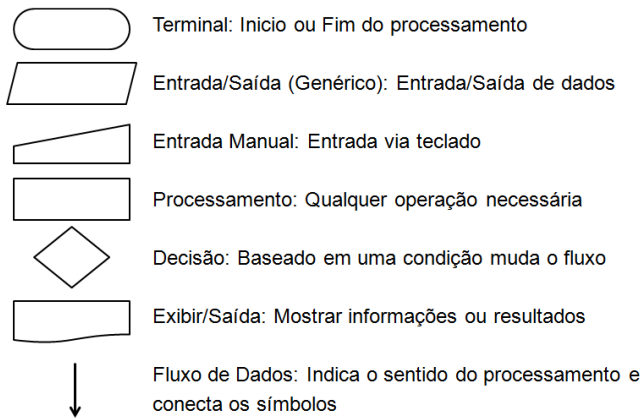 Terminal: Inicio ou Fim do processamento
Entrada/Saída (Genérico): Entrada/Saída de dados
Entrada Manual: Entrada via teclado
Processamento: Qualquer operação necessária
Decisão: Baseado em uma condição muda o fluxo
Exibir/Saída: Mostrar informações ou resultados
Fluxo de Dados: Indica o sentido do processamento e
conecta os símbolos